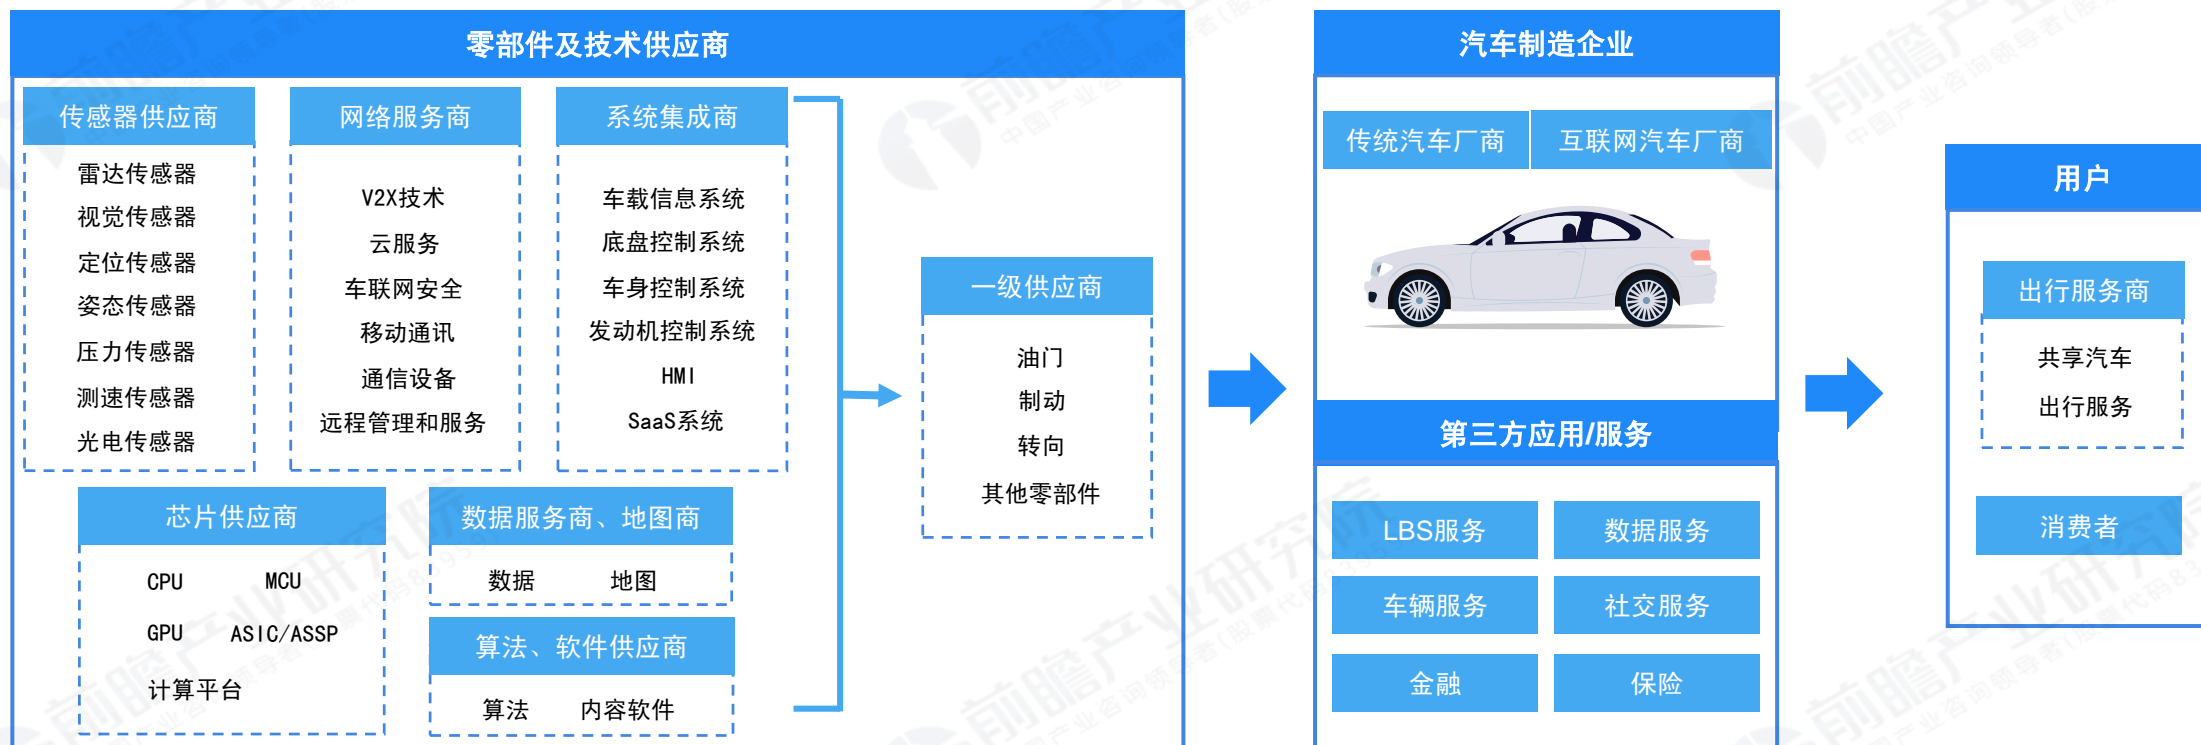 零部件及技术供应商
传感器供应商
雷达传感器
视觉传感器
定位传感器
姿态传感器
压力传感器
测速传感器
光电传感器
网络服务商
V2X技术
云服务
车联网安全
移动通讯
通信设备
远程管理和服务
系统集成商
车载信息系统
底盘控制系统
车身控制系统
发动机控制系统
HMI
SaaS系统
芯片供应商
CPU MCU
GPU ASIC/ASSP
计算平台
数据服务商、地图商
数据 地图
算法、软件供应商
算法 内容软件
一级供应商
油门
制动
转向
其他零部件
汽车制造企业
传统汽车厂商 互联网汽车厂商
第三方应用/服务
LBS服务 数据服务
车辆服务 社交服务
金融 保险
用户
出行服务商
共享汽车
出行服务
消费者